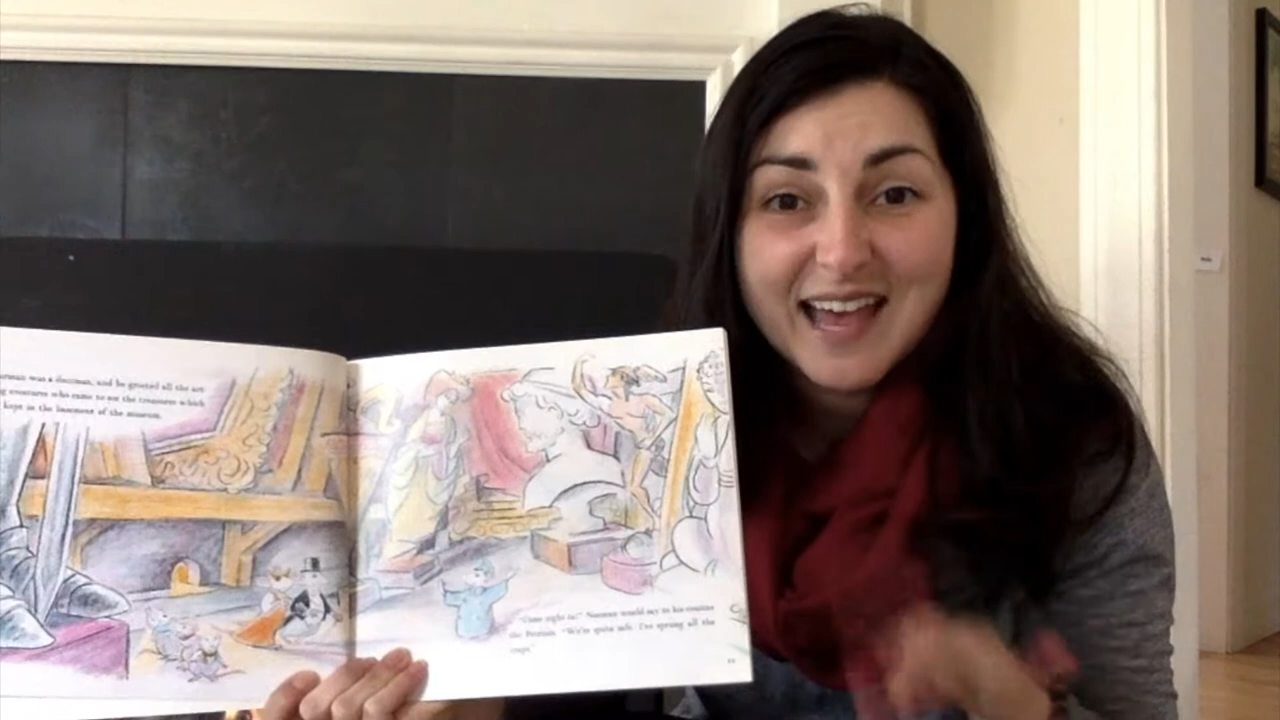 rman was a doorman, and he greeted all the art
g creatures who came to see the treasures which
kept in the basement of the museum.
"Come right in!" Norman would say to his cousins
the Petrinis. "We're quite safe. I've sprung all the
traps."